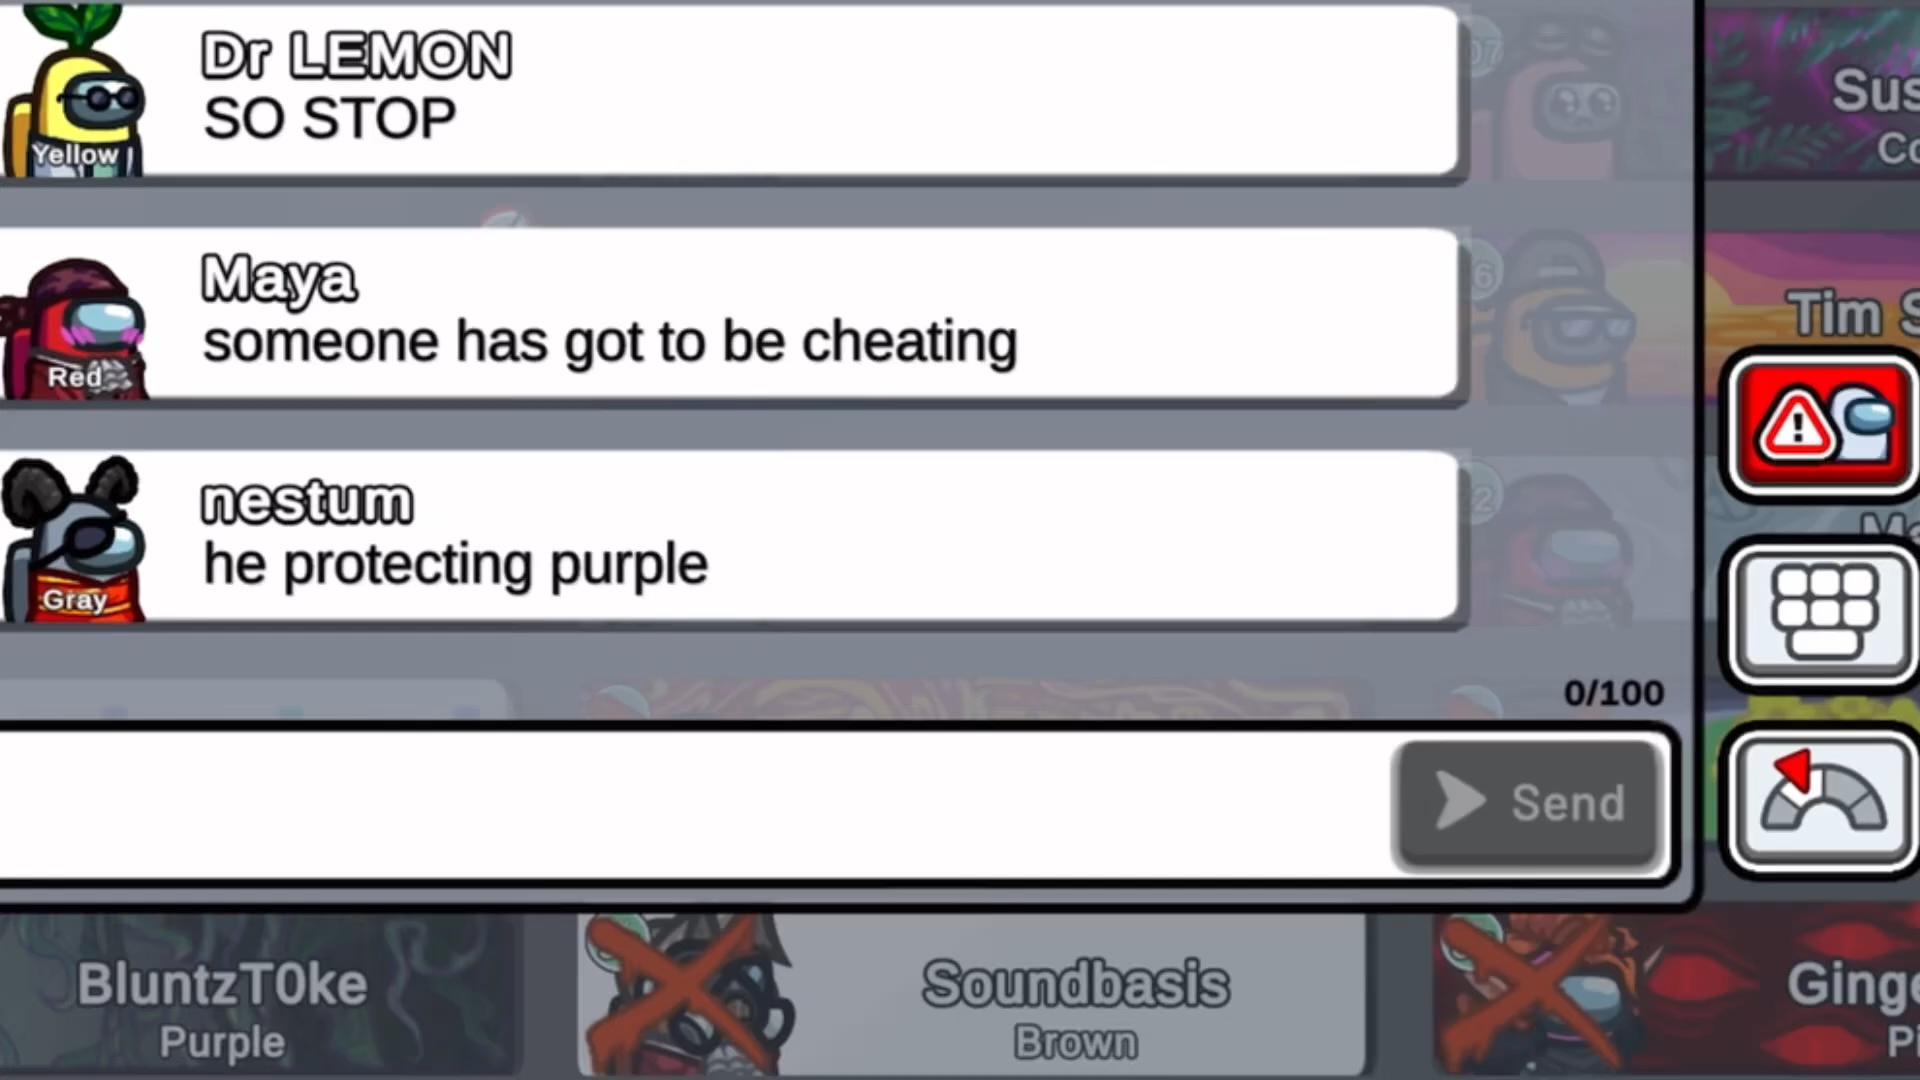 Dr LEMON
SO STOP
Yellow
Maya
someone has got to be cheating
Red
nestum
he protecting purple
Gray
Tim S
0/100
Send
BluntzT0ke
Purple
Soundbasis
Brown